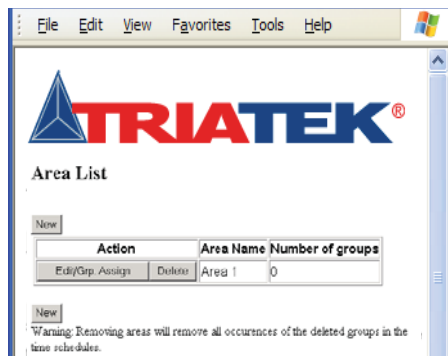 File Edit View Favorites Tools Help
TRIATEK®
Area List
New
Action Area Name Number of groups
Edit/Grp. Assign Delete Area 1 0
New
Warning: Removing areas will remove all occurences of the deleted groups in the
time schedules.